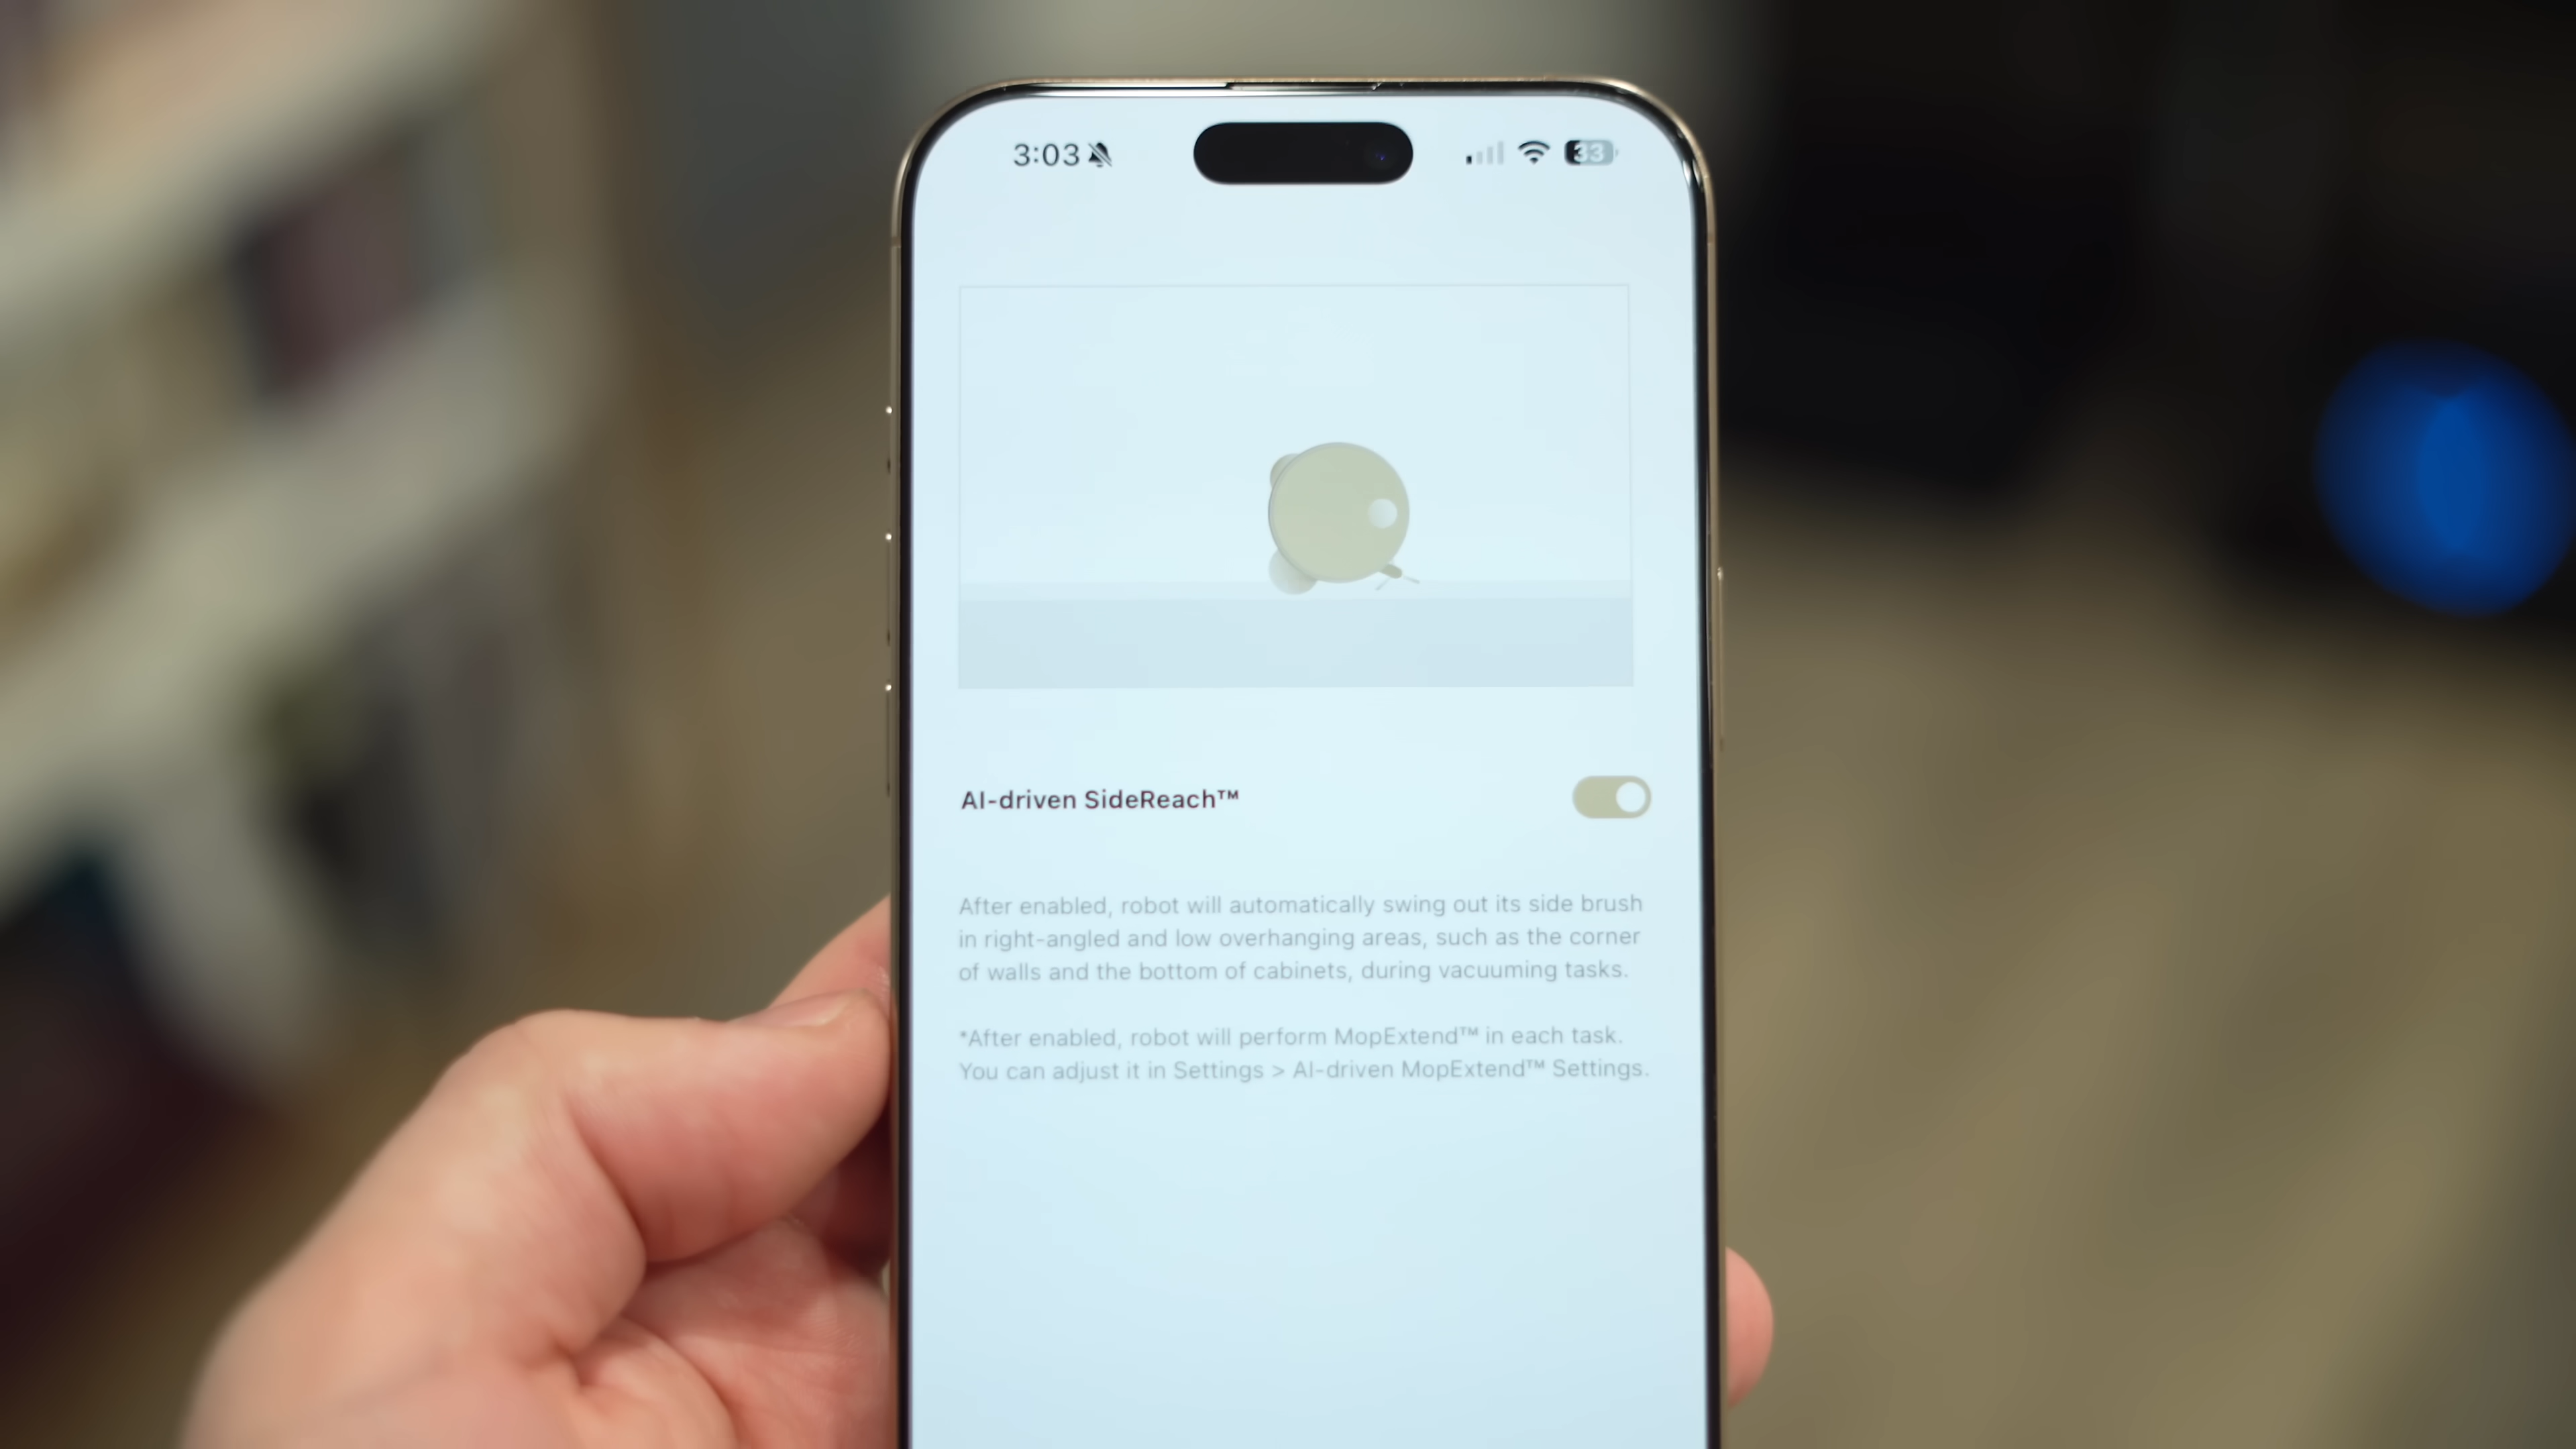 3:03
33
AI-driven SideReach™
After enabled, robot will automatically swing out its side brush
in right-angled and low overhanging areas, such as the corner
of walls and the bottom of cabinets, during vacuuming tasks.
*After enabled, robot will perform MopExtend™ in each task.
You can adjust it in Settings > AI-driven MopExtend™ Settings.